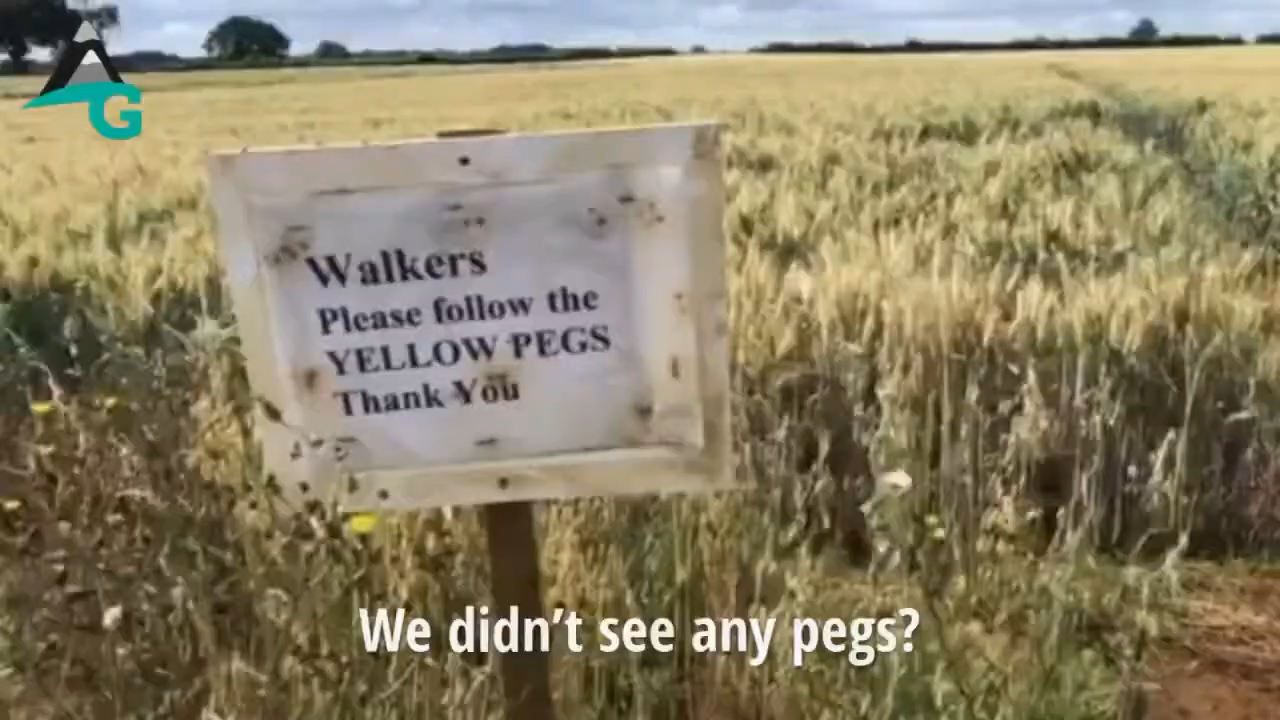 G
Walkers
Please follow the
YELLOW PEGS
Thank You
We didn't see any pegs?